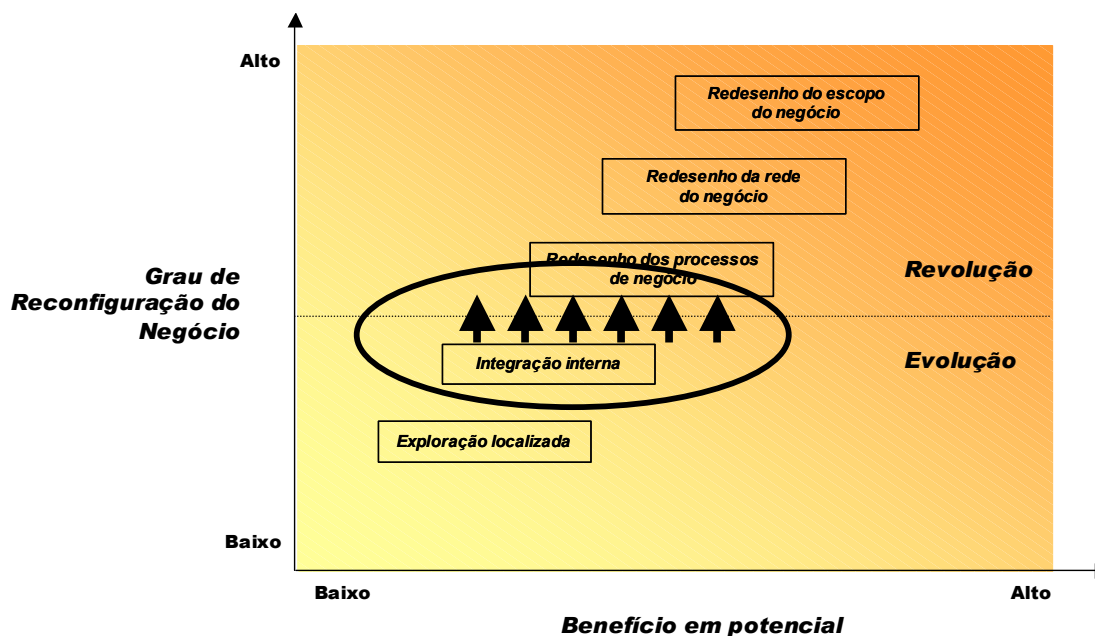 Alto
Redesenho do escopo
do negócio
Redesenho da rede
do negócio
Redesenho dos processos
de negócio
Grau de
Reconfiguração do
Negócio
Revolução
Integração interna
Evolução
Exploração localizada
Baixo
Baixo
Alto
Benefício em potencial